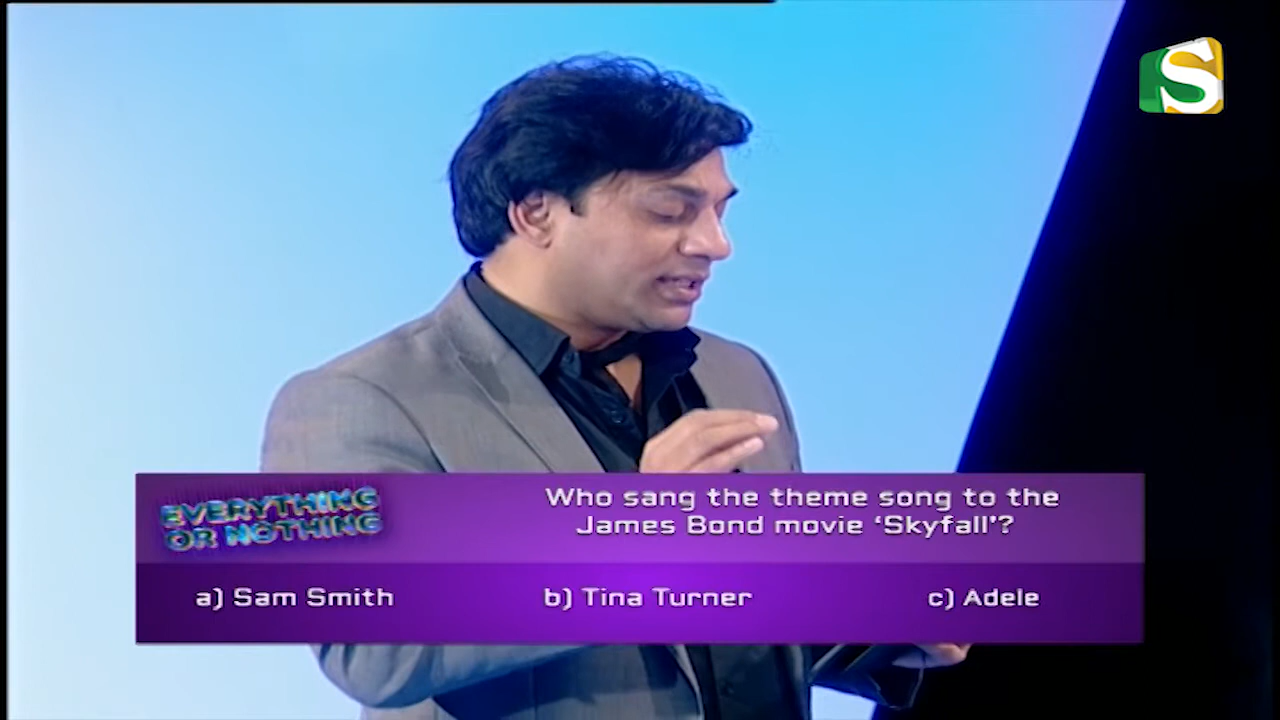 S
EVERYTHING
OR NOTHING
Who sang the theme song to the
James Bond movie ‘Skyfall’?
a) Sam Smith
b) Tina Turner
c) Adele